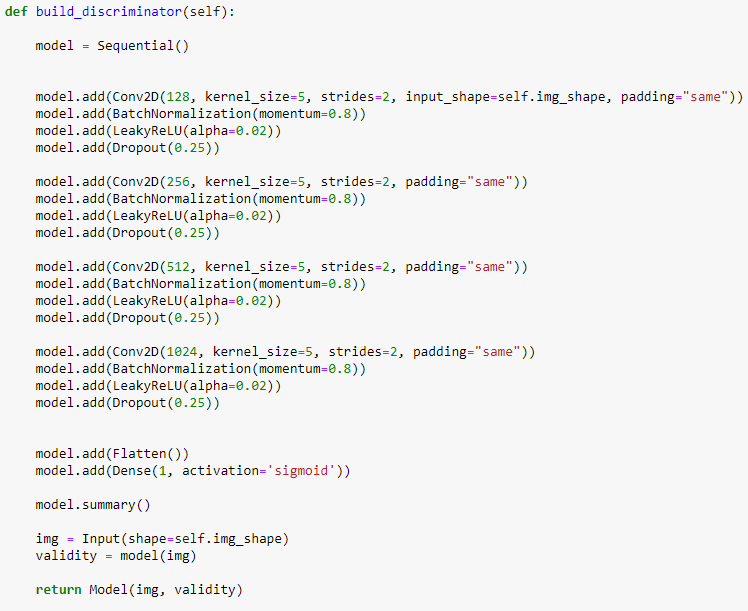 def build_discriminator(self):
model = Sequential()
model.add(Conv2D(128, kernel_size=5, strides=2, input_shape=self.img_shape, padding="same"))
model.add(BatchNormalization(momentum=0.8))
model.add(LeakyReLU(alpha=0.02))
model.add(Dropout(0.25))
model.add(Conv2D(256, kernel_size=5, strides=2, padding="same"))
model.add(BatchNormalization(momentum=0.8))
model.add(LeakyReLU(alpha=0.02))
model.add(Dropout(0.25))
model.add(Conv2D(512, kernel_size=5, strides=2, padding="same"))
model.add(BatchNormalization(momentum=0.8))
model.add(LeakyReLU(alpha=0.02))
model.add(Dropout(0.25))
model.add(Conv2D(1024, kernel_size=5, strides=2, padding="same"))
model.add(BatchNormalization(momentum=0.8))
model.add(LeakyReLU(alpha=0.02))
model.add(Dropout(0.25))
model.add(Flatten())
model.add(Dense(1, activation='sigmoid'))
model.summary()
img = Input(shape=self.img_shape)
validity = model(img)
return Model(img, validity)